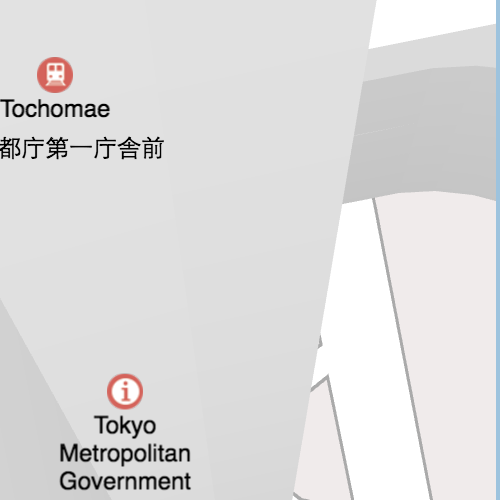 Tochomae
都庁第一庁舎前
Tokyo
Metropolitan
Government